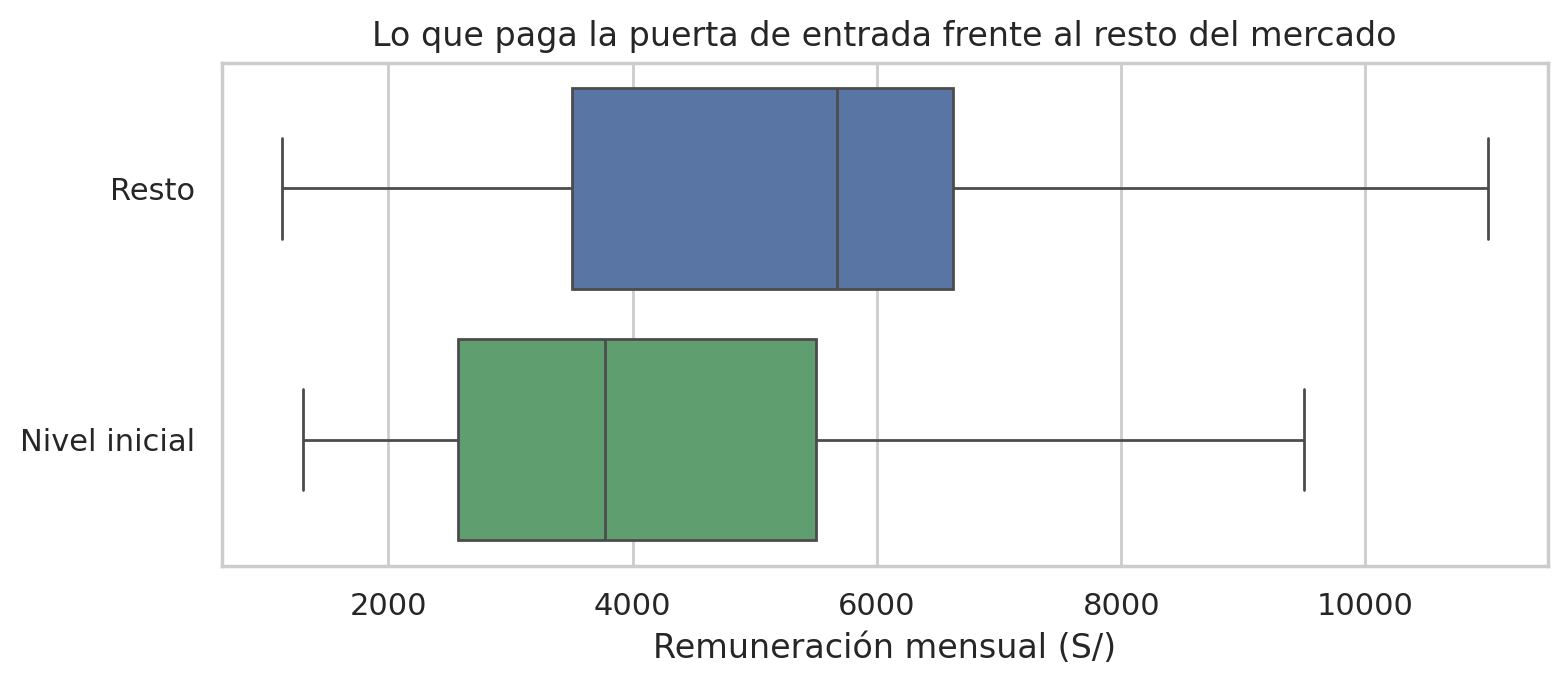 Lo que paga la puerta de entrada frente al resto del mercado
Resto
Nivel inicial
2000 4000 6000 8000 10000
Remuneración mensual (S/)